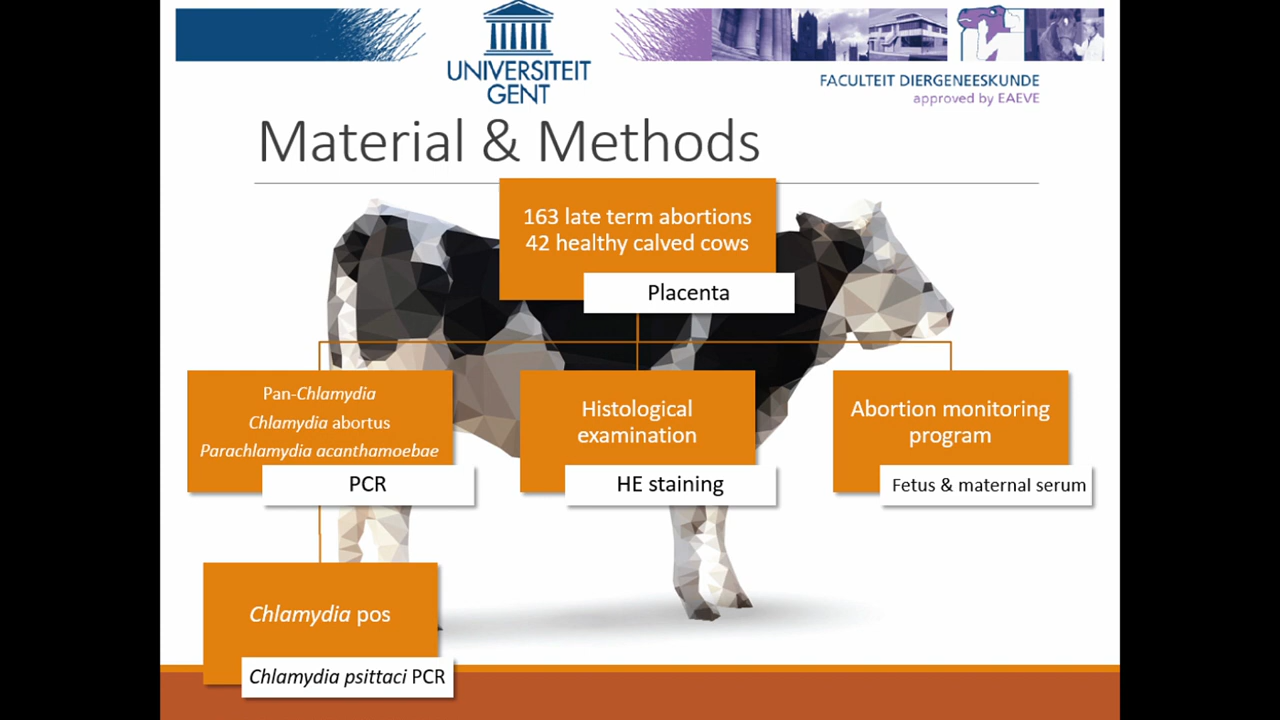 UNIVERSITEIT
GENT
FACULTEIT DIERGENEESKUNDE
approved by EAEVE
Material & Methods
163 late term abortions
42 healthy calved cows
Placenta
Pan-Chlamydia
Chlamydia abortus
Parachlamydia acanthamoebae
PCR
Histological
examination
HE staining
Abortion monitoring
program
Fetus & maternal serum
Chlamydia pos
Chlamydia psittaci PCR